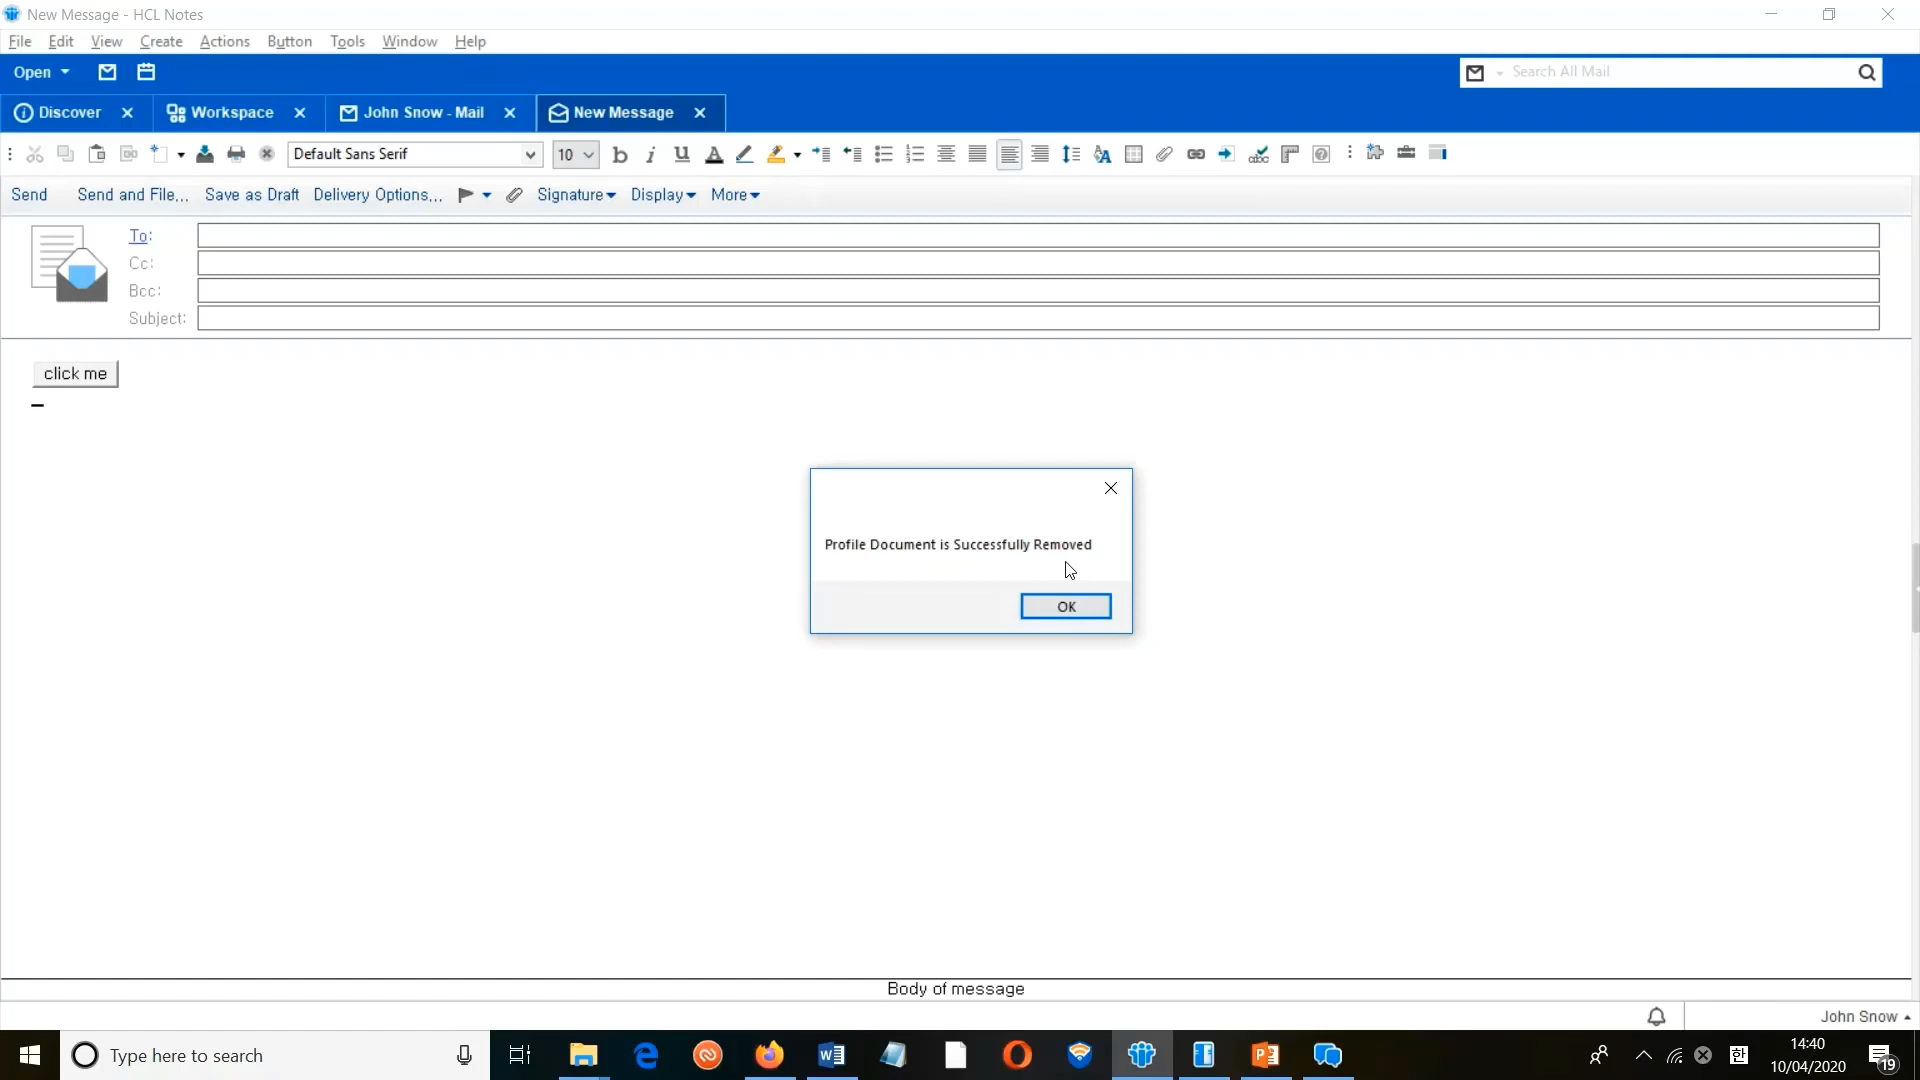 New Message - HCL Notes
File Edit View Create Actions Button Tools Window Help
Open
Search All Mail
Discover Workspace John Snow - Mail New Message
Default Sans Serif 10 b i U A
Send Send and File... Save as Draft Delivery Options... Signature Display More
To:
Cc:
Bcc:
Subject:
click me
Profile Document is Successfully Removed
OK
Body of message
John Snow
Type here to search
한
14:40
10/04/2020
19